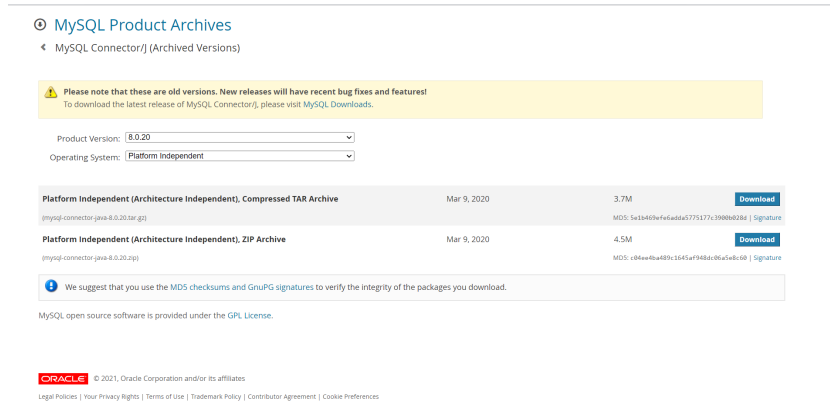 MySQL Product Archives
MySQL Connector/J (Archived Versions)
Please note that these are old versions. New releases will have recent bug fixes and features!
To download the latest release of MySQL Connector/J, please visit MySQL Downloads.
Product Version: 8.0.20
Operating System: Platform Independent
Platform Independent (Architecture Independent), Compressed TAR Archive Mar 9, 2020 3.7M Download
(mysql-connector-java-8.0.20.tar.gz) MD5: 5e1b469efe6adda5775177c3900b028d | Signature
Platform Independent (Architecture Independent), ZIP Archive Mar 9, 2020 4.5M Download
(mysql-connector-java-8.0.20.zip) MD5: c04ee4ba489c1645af948dc06a5e8c60 | Signature
We suggest that you use the MD5 checksums and GnuPG signatures to verify the integrity of the packages you download.
MySQL open source software is provided under the GPL License.
ORACLE © 2021, Oracle Corporation and/or its affiliates
Legal Policies | Your Privacy Rights | Terms of Use | Trademark Policy | Contributor Agreement | Cookie Preferences